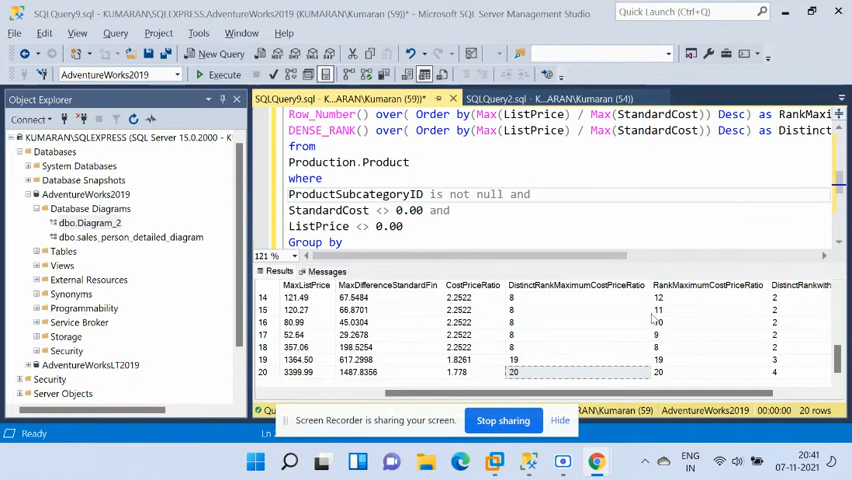 SQLQuery9.sql - KUMARAN\SQLEXPRESS.AdventureWorks2019 (KUMARAN\Kumaran (59))* - Microsoft SQL Server Management Studio
Quick Launch (Ctrl+Q)
File Edit View Query Project Tools Window Help
New Query
AdventureWorks2019 Execute
Object Explorer
SQLQuery9.sql - K...ARAN\Kumaran (59))*
SQLQuery2.sql - K...ARAN\Kumaran (54))
Connect
KUMARAN\SQLEXPRESS (SQL Server 15.0.2000 -
Databases
System Databases
Database Snapshots
AdventureWorks2019
Database Diagrams
dbo.Diagram_2
dbo.sales_person_detailed_diagram
Tables
Views
External Resources
Synonyms
Programmability
Service Broker
Storage
Security
AdventureWorksLT2019
Security
Server Objects
Row_Number() over( Order by(Max(ListPrice) / Max(StandardCost)) Desc) as RankMaxi
DENSE_RANK() over( Order by(Max(ListPrice) / Max(StandardCost)) Desc) as Distinct
from
Production.Product
where
ProductSubcategoryID is not null and
StandardCost <> 0.00 and
ListPrice <> 0.00
Group by
121 %
Results Messages
MaxListPrice MaxDifferenceStandardFin CostPriceRatio DistinctRankMaximumCostPriceRatio RankMaximumCostPriceRatio DistinctRankwith
14 121.49 67.5484 2.2522 8 12 2
15 120.27 66.8701 2.2522 8 11 2
16 80.99 45.0304 2.2522 8 10 2
17 52.64 29.2678 2.2522 8 9 2
18 357.06 198.5254 2.2522 8 8 2
19 1364.50 617.2998 1.8261 19 19 3
20 3399.99 1487.8356 1.778 20 20 4
Screen Recorder is sharing your screen. Stop sharing Hide
(59) AdventureWorks2019 00:00:00 20 rows
Ready
ENG
IN
20:41
07-11-2021